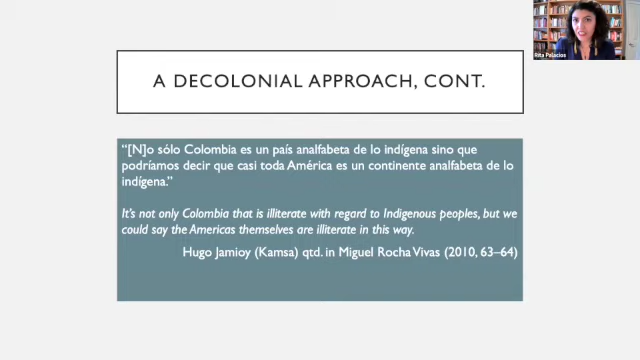 Rita Palacios
A DECOLONIAL APPROACH, CONT.
“[N]o sólo Colombia es un país analfabeta de lo indígena sino que
podríamos decir que casi toda América es un continente analfabeta de lo
indígena.”
It's not only Colombia that is illiterate with regard to Indigenous peoples, but we
could say the Americas themselves are illiterate in this way.
Hugo Jamioy (Kamsa) qtd. in Miguel Rocha Vivas (2010, 63–64)